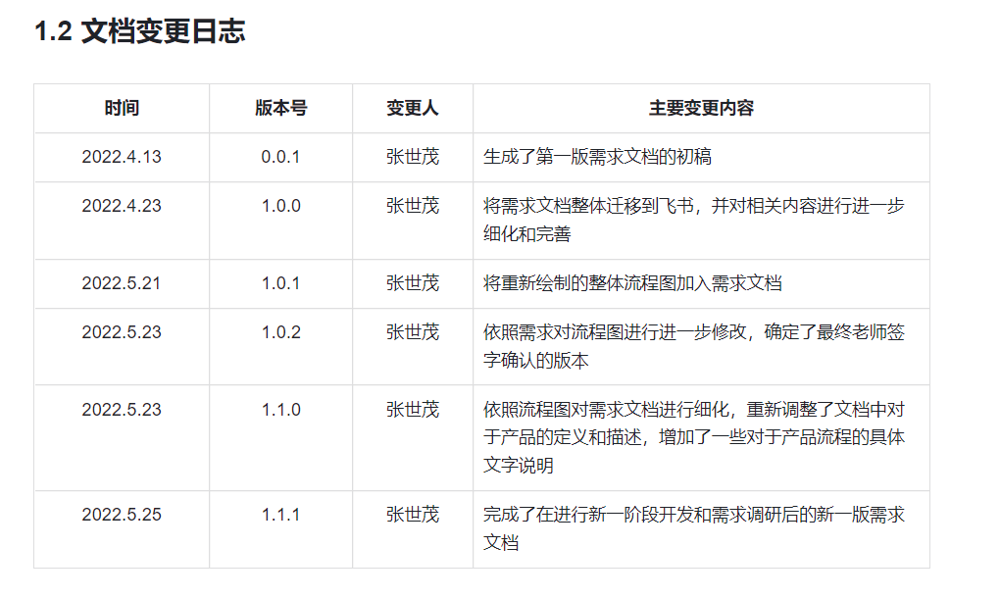 1.2 文档变更日志
时间 版本号 变更人 主要变更内容
2022.4.13 0.0.1 张世茂 生成了第一版需求文档的初稿
2022.4.23 1.0.0 张世茂 将需求文档整体迁移到飞书，并对相关内容进行进一步
细化和完善
2022.5.21 1.0.1 张世茂 将重新绘制的整体流程图加入需求文档
2022.5.23 1.0.2 张世茂 依照需求对流程图进行进一步修改，确定了最终老师签
字确认的版本
2022.5.23 1.1.0 张世茂 依照流程图对需求文档进行细化，重新调整了文档中对
于产品的定义和描述，增加了一些对于产品流程的具体
文字说明
2022.5.25 1.1.1 张世茂 完成了在进行新一阶段开发和需求调研后的新一版需求
文档